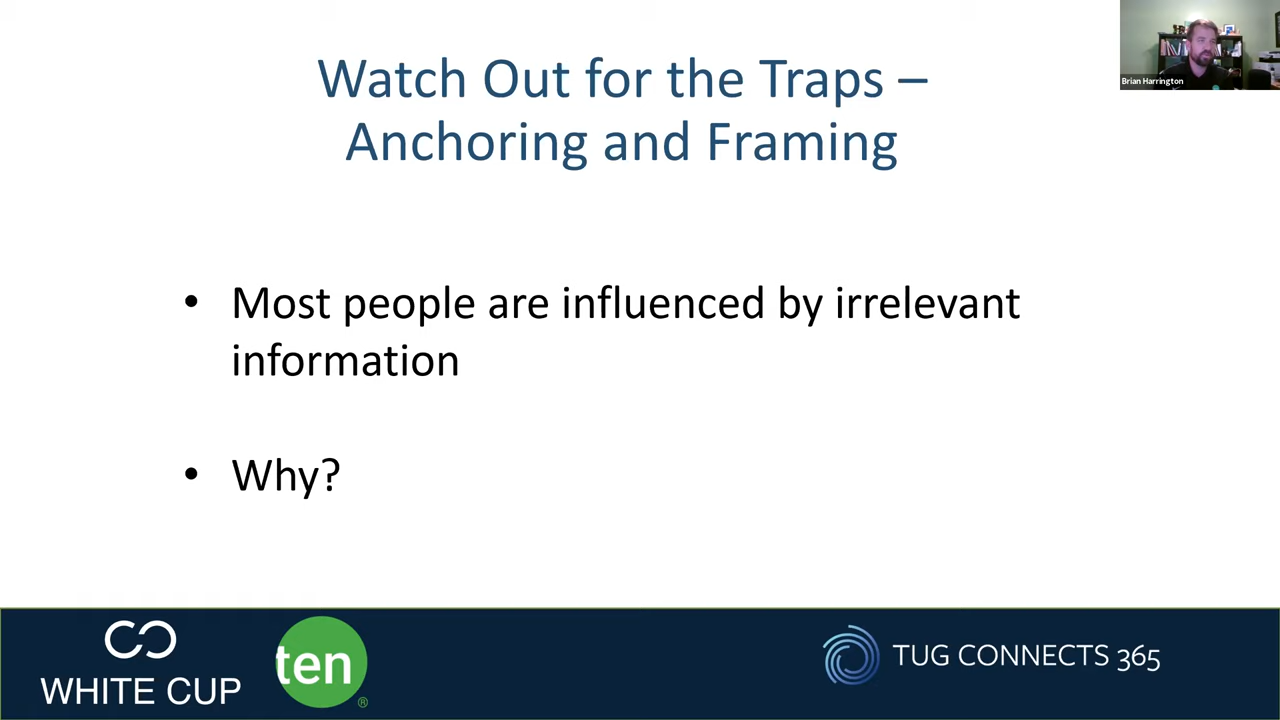 Watch Out for the Traps –
Anchoring and Framing
Brian Harrington
• Most people are influenced by irrelevant
information
• Why?
WHITE CUP
ten®
TUG CONNECTS 365